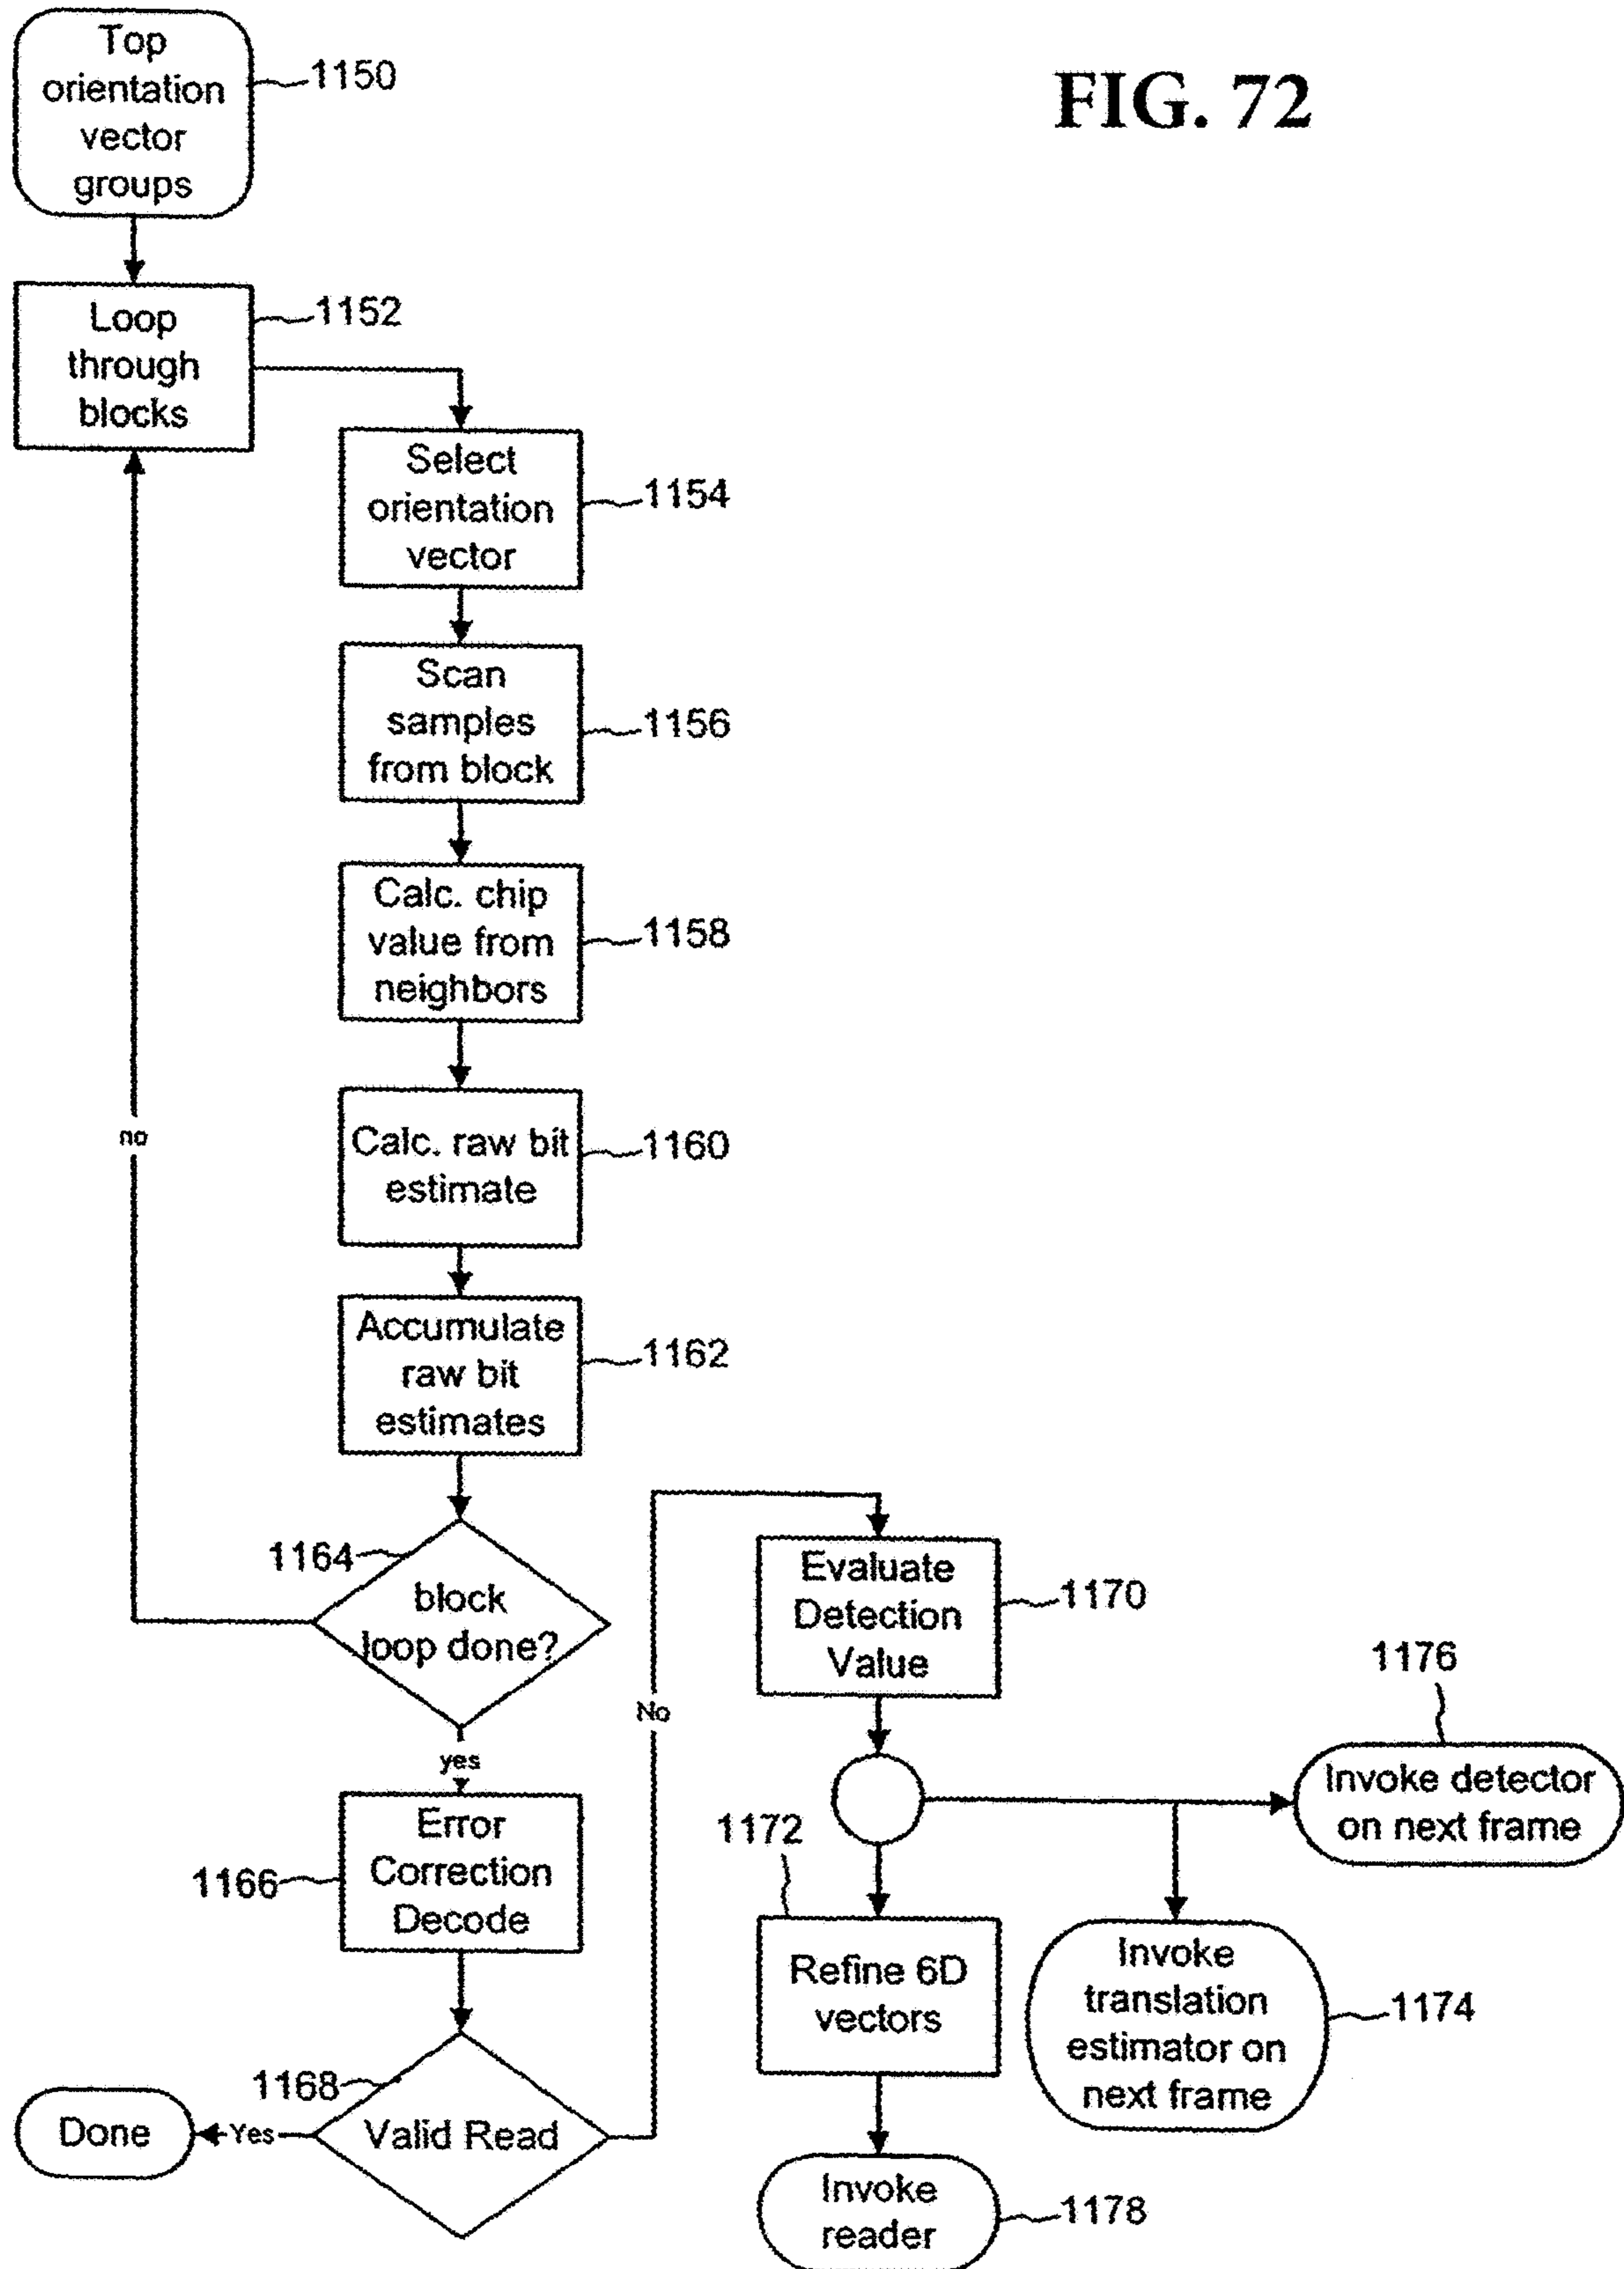 FIG. 72
Top
orientation
vector
groups
1150
Loop
through
blocks
1152
Select
orientation
vector
1154
Scan
samples
from block
1156
Calc. chip
value from
neighbors
1158
no
Calc. raw bit
estimate
1160
Accumulate
raw bit
estimates
1162
1164
block
loop done?
yes
Error
Correction
Decode
1166
1168
Valid Read
Yes
Done
No
Evaluate
Detection
Value
1170
1176
Invoke detector
on next frame
1172
Refine 6D
vectors
Invoke
translation
estimator on
next frame
1174
Invoke
reader
1178